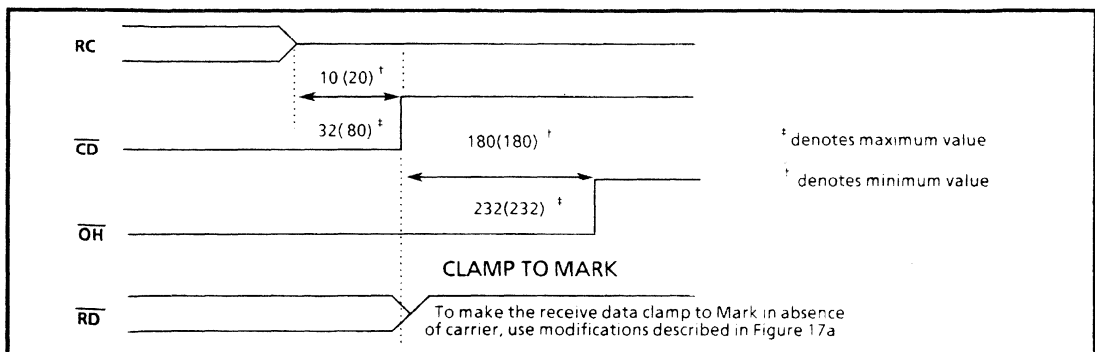 RC
10 (20) †
32(80) ‡
CD
180(180) †
‡ denotes maximum value
† denotes minimum value
232(232) ‡
OH
CLAMP TO MARK
RD
To make the receive data clamp to Mark in absence
of carrier, use modifications described in Figure 17a